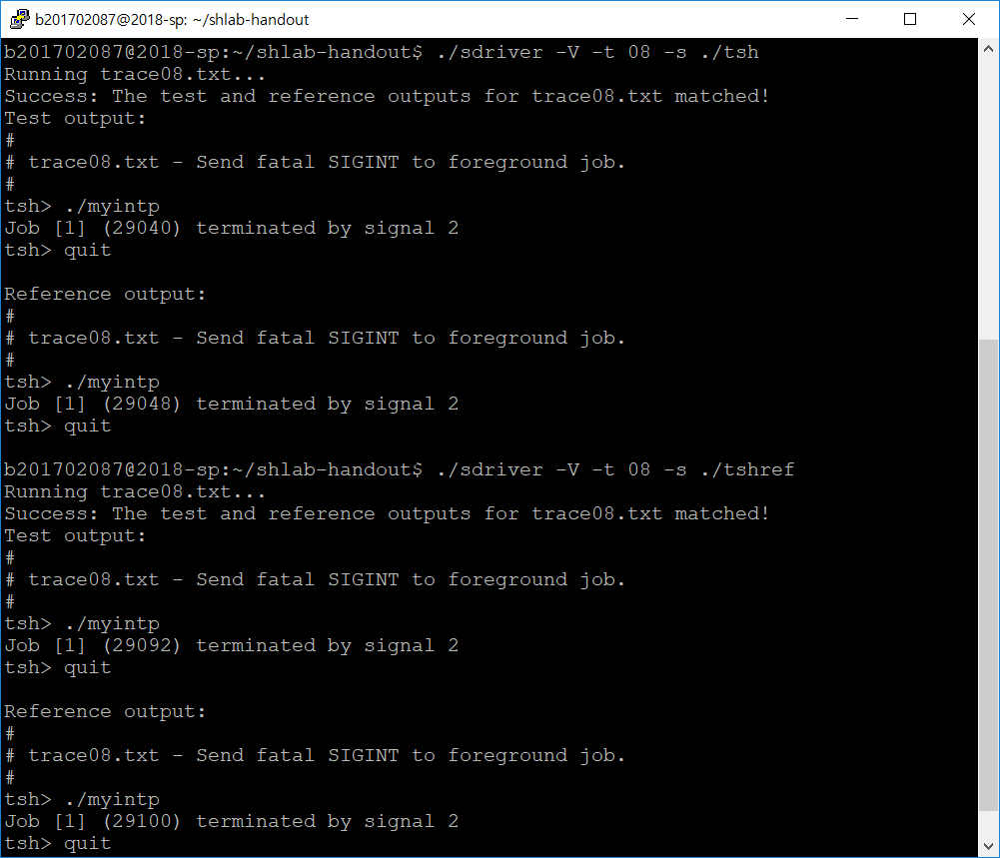 b201702087@2018-sp: ~/shlab-handout
b201702087@2018-sp:~/shlab-handout$ ./sdriver -V -t 08 -s ./tsh
Running trace08.txt...
Success: The test and reference outputs for trace08.txt matched!
Test output:
#
# trace08.txt - Send fatal SIGINT to foreground job.
#
tsh> ./myintp
Job [1] (29040) terminated by signal 2
tsh> quit
Reference output:
#
# trace08.txt - Send fatal SIGINT to foreground job.
#
tsh> ./myintp
Job [1] (29048) terminated by signal 2
tsh> quit
b201702087@2018-sp:~/shlab-handout$ ./sdriver -V -t 08 -s ./tshref
Running trace08.txt...
Success: The test and reference outputs for trace08.txt matched!
Test output:
#
# trace08.txt - Send fatal SIGINT to foreground job.
#
tsh> ./myintp
Job [1] (29092) terminated by signal 2
tsh> quit
Reference output:
#
# trace08.txt - Send fatal SIGINT to foreground job.
#
tsh> ./myintp
Job [1] (29100) terminated by signal 2
tsh> quit